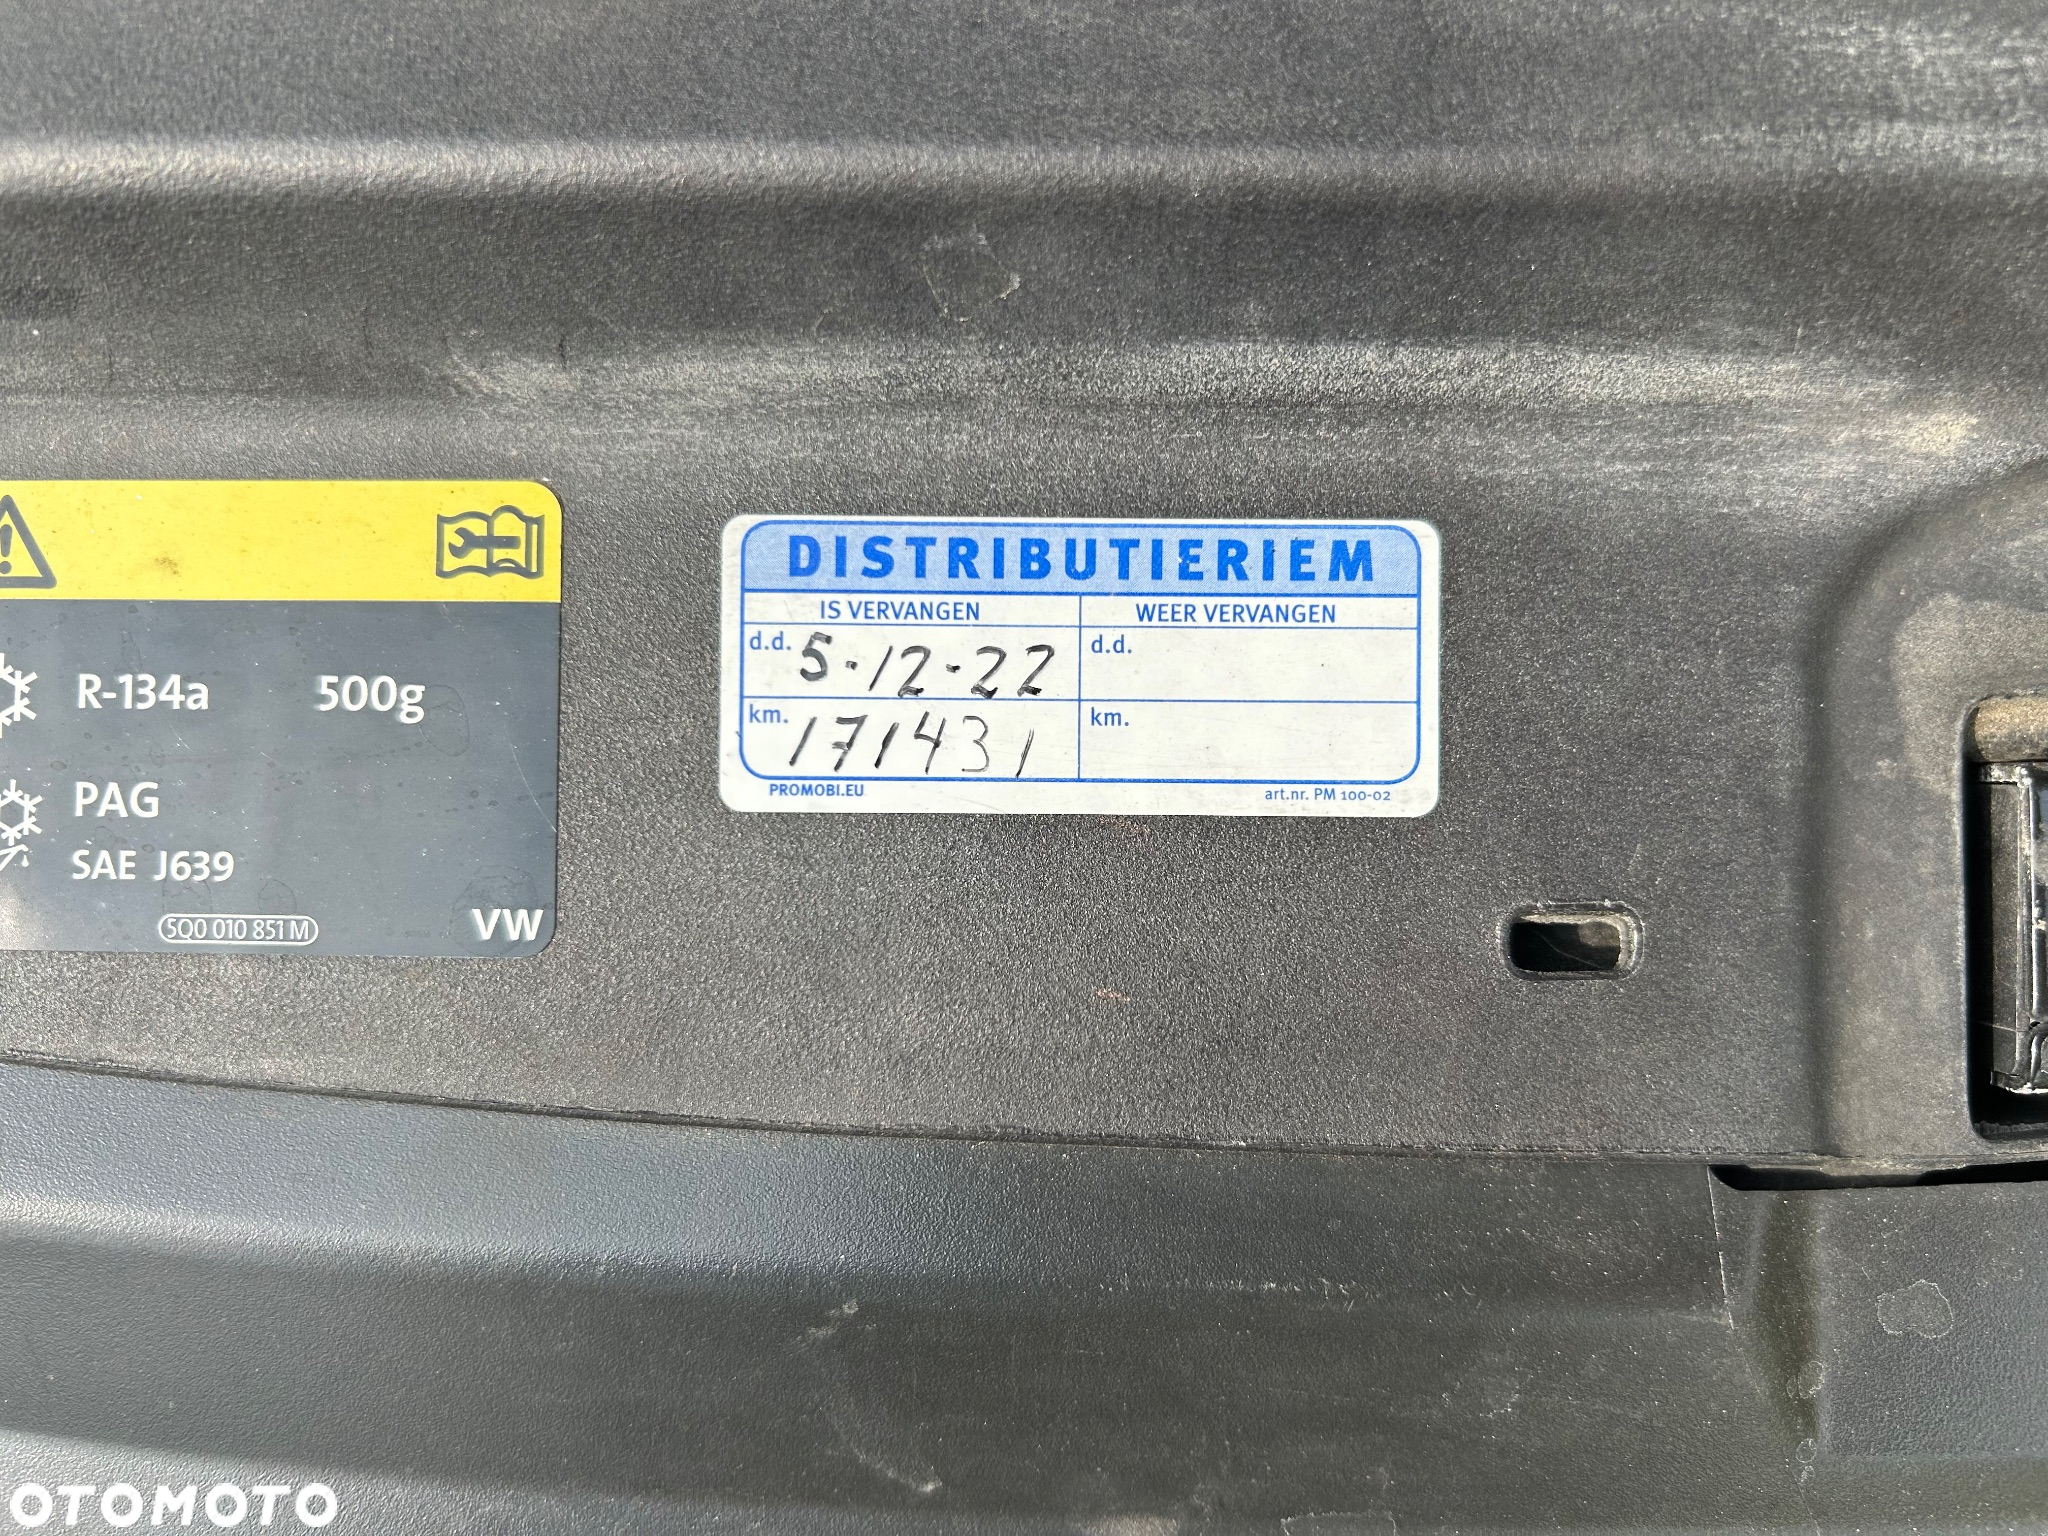 R-134a 500g
PAG
SAE J639
5Q0 010 851 M
VW
DISTRIBUTIERIEM
IS VERVANGEN WEER VERVANGEN
d.d. 5-12-22 d.d.
km. 171431 km.
PROMOBI.EU art.nr. PM 100-02
OTOMOTO